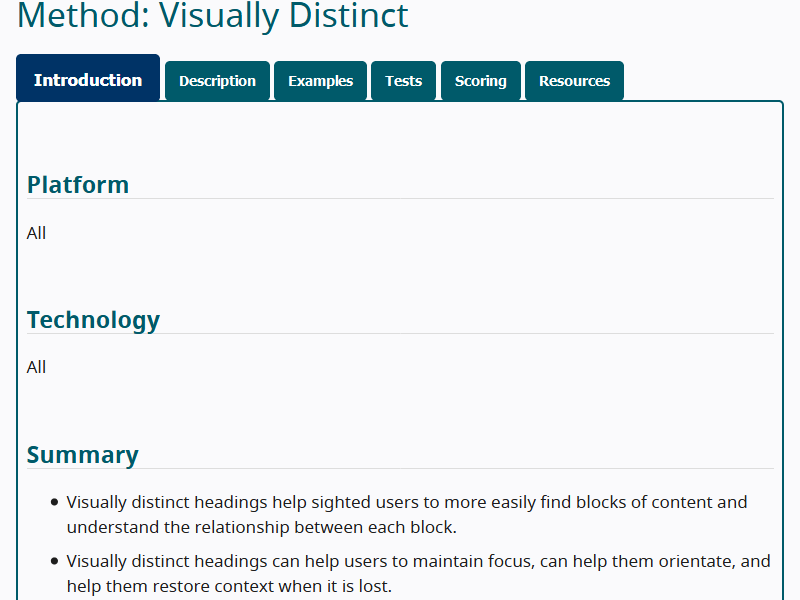 Method: Visually Distinct
Introduction Description Examples Tests Scoring Resources
Platform
All
Technology
All
Summary
• Visually distinct headings help sighted users to more easily find blocks of content and
understand the relationship between each block.
• Visually distinct headings can help users to maintain focus, can help them orientate, and
help them restore context when it is lost.